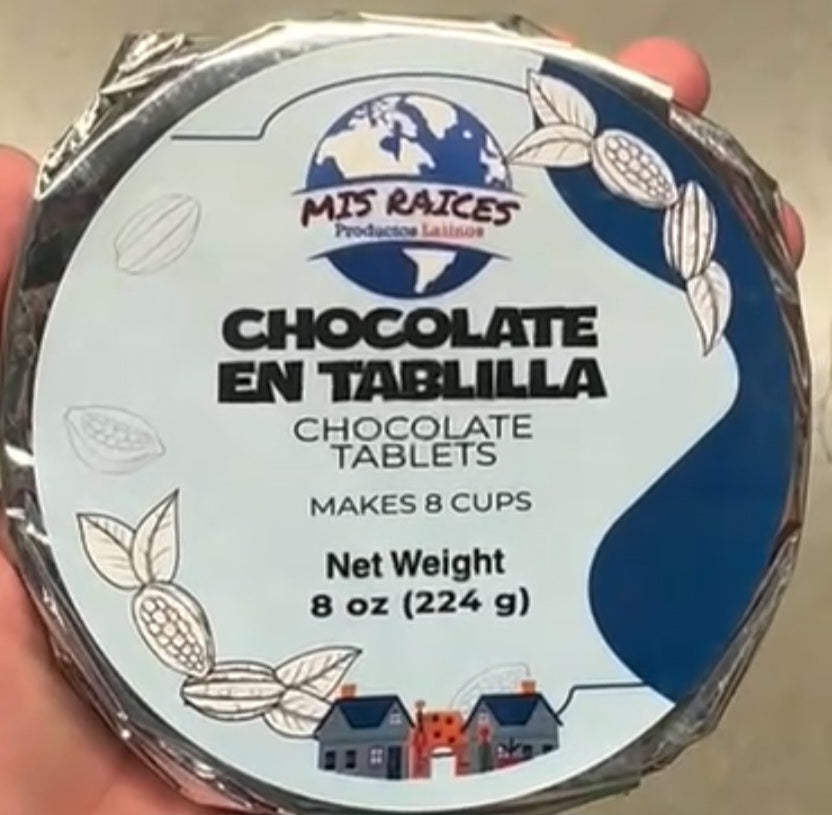 MIS RAICES
Productos Latinos
CHOCOLATE
EN TABLILLA
CHOCOLATE
TABLETS
MAKES 8 CUPS
Net Weight
8 oz (224 g)